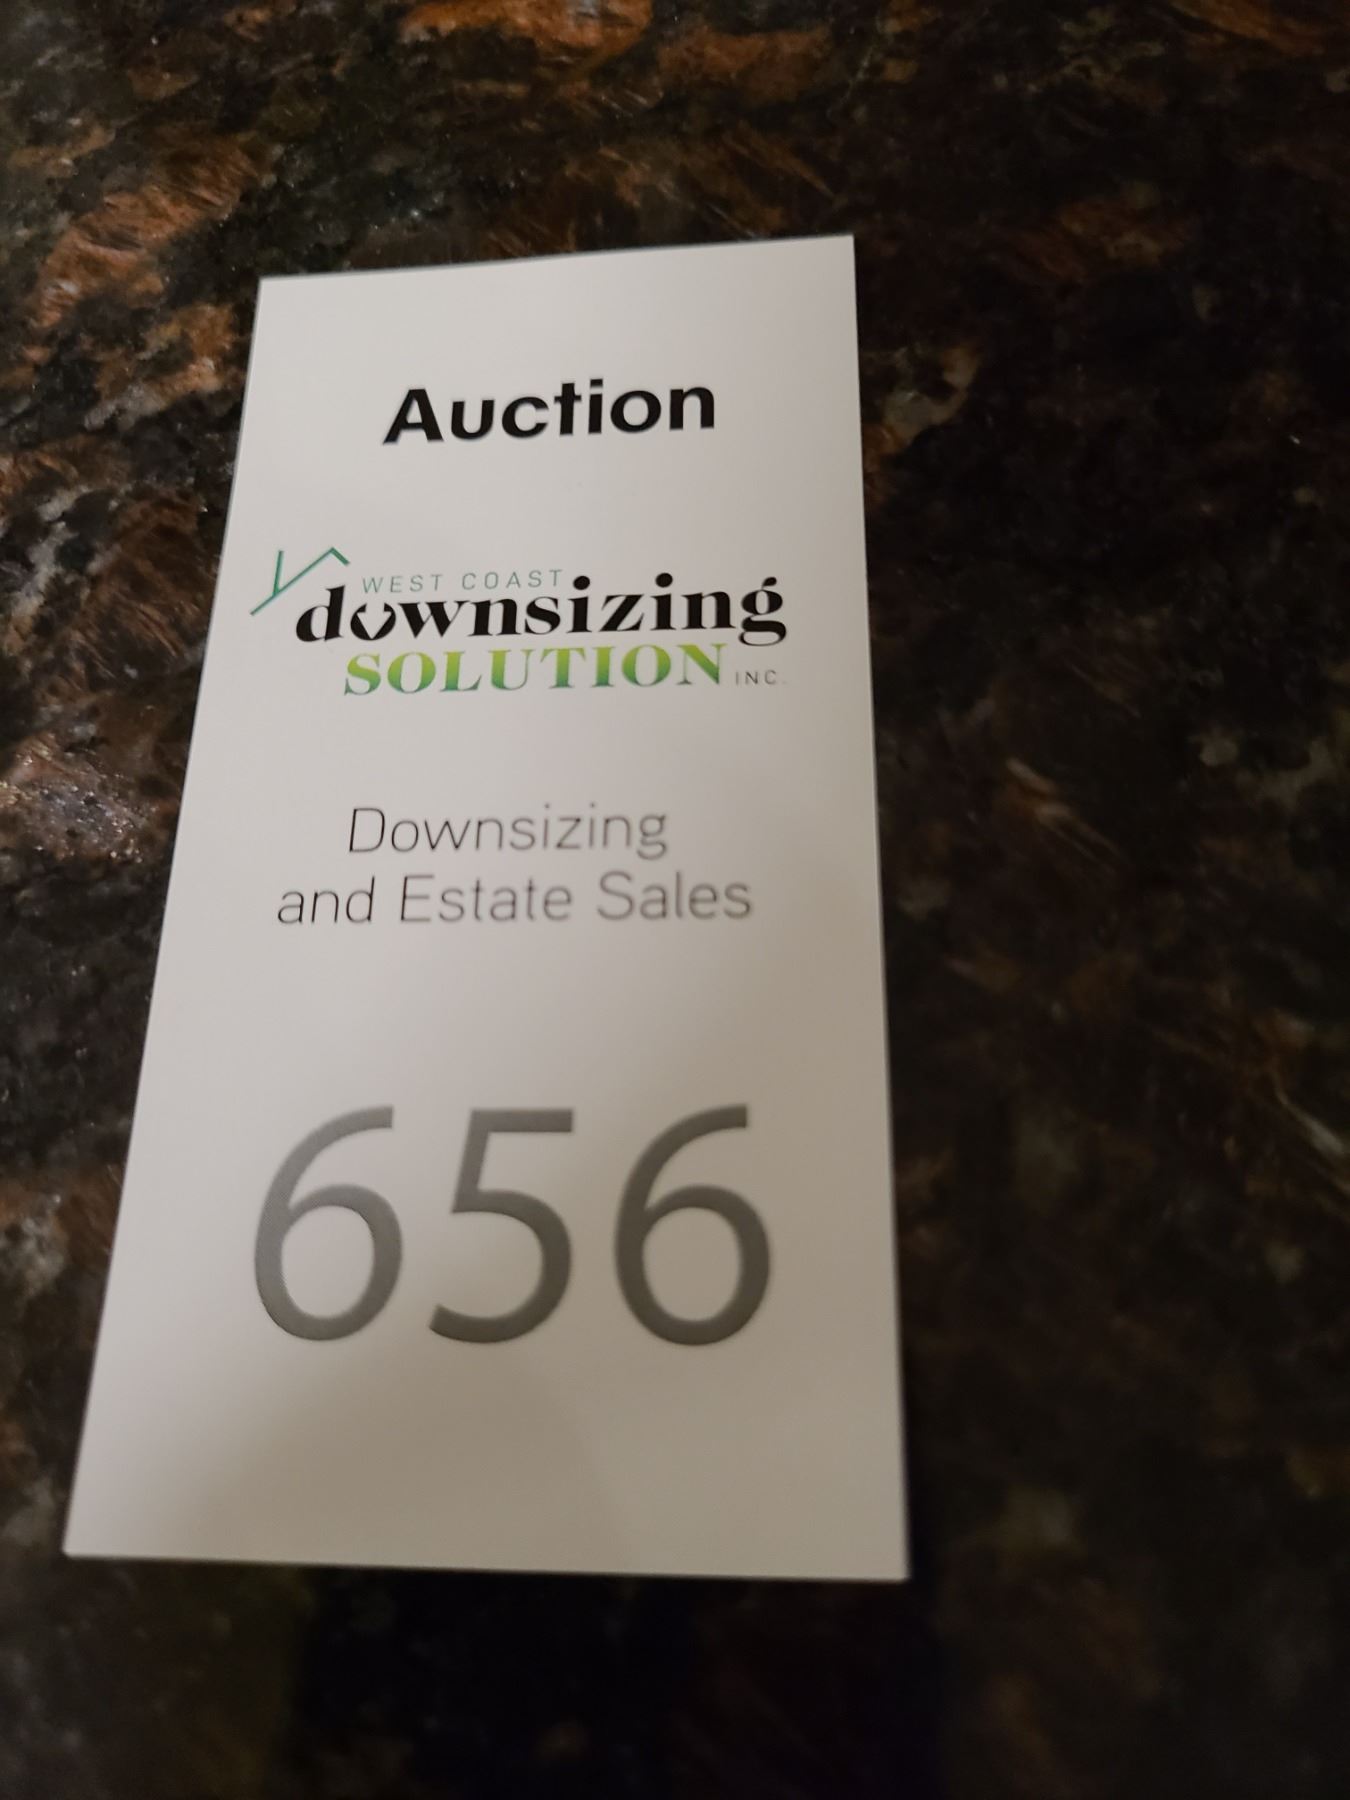 Auction
WEST COAST
downsizing
SOLUTION INC.
Downsizing
and Estate Sales
656